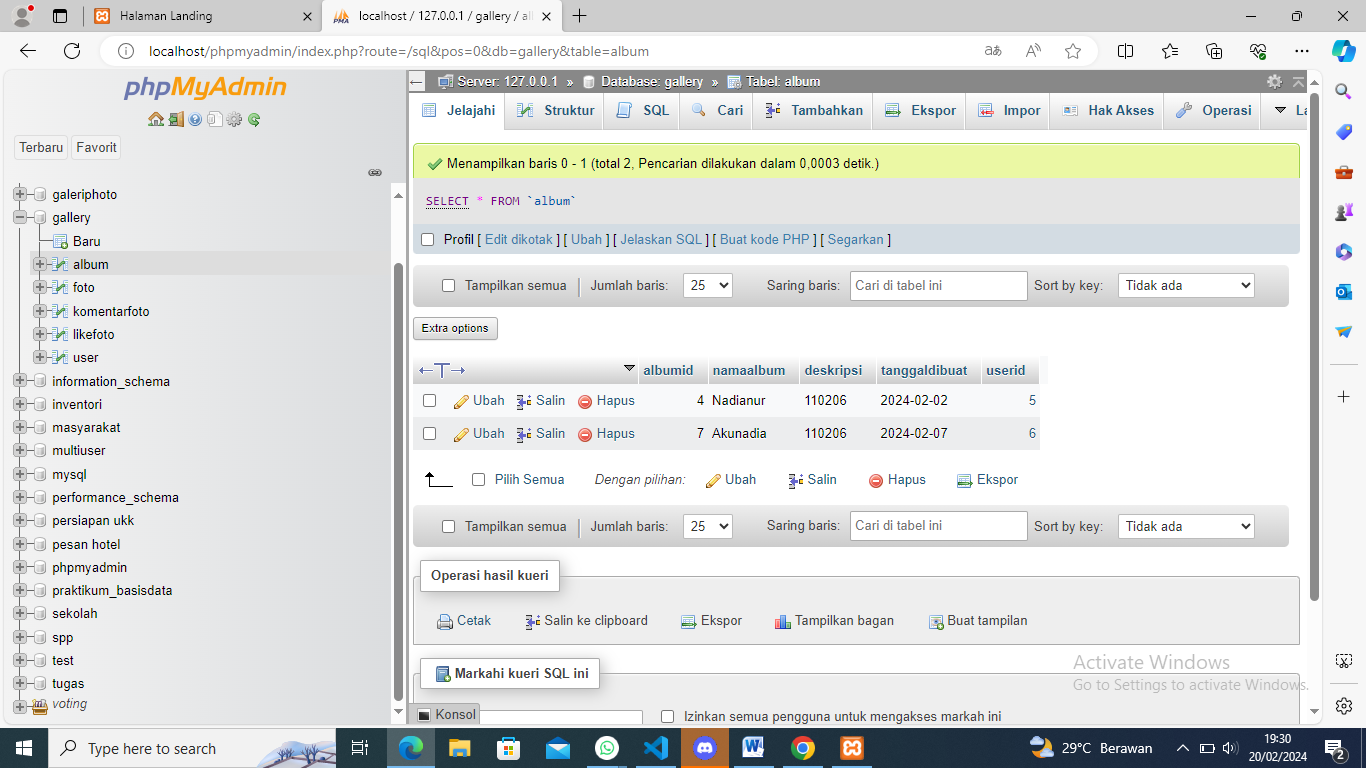 Halaman Landing
localhost / 127.0.0.1 / gallery / al
localhost/phpmyadmin/index.php?route=/sql&pos=0&db=gallery&table=album
phpMyAdmin
Terbaru Favorit
galeriphoto
gallery
Baru
album
foto
komentarfoto
likefoto
user
information_schema
inventori
masyarakat
multiuser
mysql
performance_schema
persiapan ukk
pesan hotel
phpmyadmin
praktikum_basisdata
sekolah
spp
test
tugas
voting
Server: 127.0.0.1 » Database: gallery » Tabel: album
Jelajahi Struktur SQL Cari Tambahkan Ekspor Impor Hak Akses Operasi La
Menampilkan baris 0 - 1 (total 2, Pencarian dilakukan dalam 0,0003 detik.)
SELECT * FROM `album`
Profil [ Edit dikotak ] [ Ubah ] [ Jelaskan SQL ] [ Buat kode PHP ] [ Segarkan ]
Tampilkan semua Jumlah baris: 25 Saring baris: Cari di tabel ini Sort by key: Tidak ada
Extra options
albumid namaalbum deskripsi tanggaldibuat userid
Ubah Salin Hapus 4 Nadianur 110206 2024-02-02 5
Ubah Salin Hapus 7 Akunadia 110206 2024-02-07 6
Pilih Semua Dengan pilihan: Ubah Salin Hapus Ekspor
Tampilkan semua Jumlah baris: 25 Saring baris: Cari di tabel ini Sort by key: Tidak ada
Operasi hasil kueri
Cetak Salin ke clipboard Ekspor Tampilkan bagan Buat tampilan
Markahi kueri SQL ini
Konsol
Izinkan semua pengguna untuk mengakses markah ini
Activate Windows
Go to Settings to activate Windows.
Type here to search
29°C Berawan
19:30
20/02/2024
2